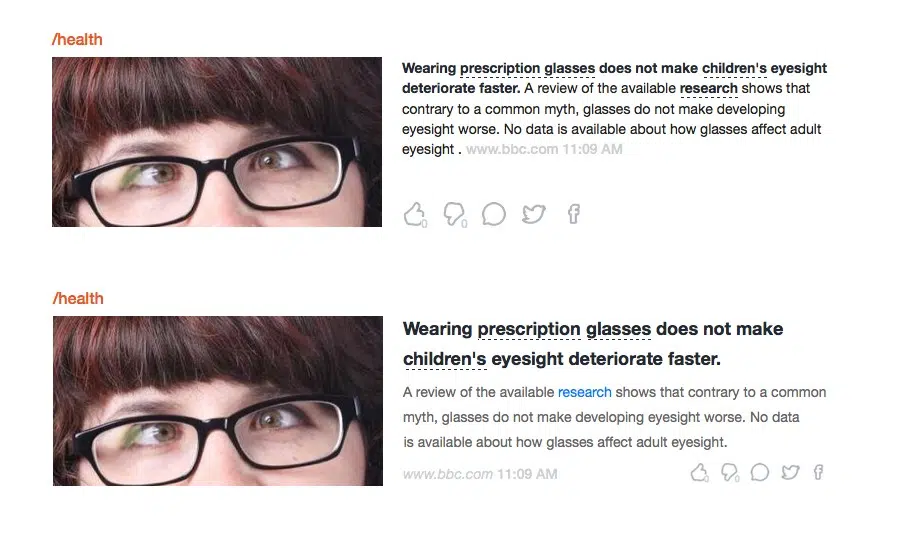 /health
Wearing prescription glasses does not make children's eyesight
deteriorate faster. A review of the available research shows that
contrary to a common myth, glasses do not make developing
eyesight worse. No data is available about how glasses affect adult
eyesight . www.bbc.com 11:09 AM
0 0
/health
Wearing prescription glasses does not make
children's eyesight deteriorate faster.
A review of the available research shows that contrary to a common
myth, glasses do not make developing eyesight worse. No data
is available about how glasses affect adult eyesight.
www.bbc.com 11:09 AM 0 0